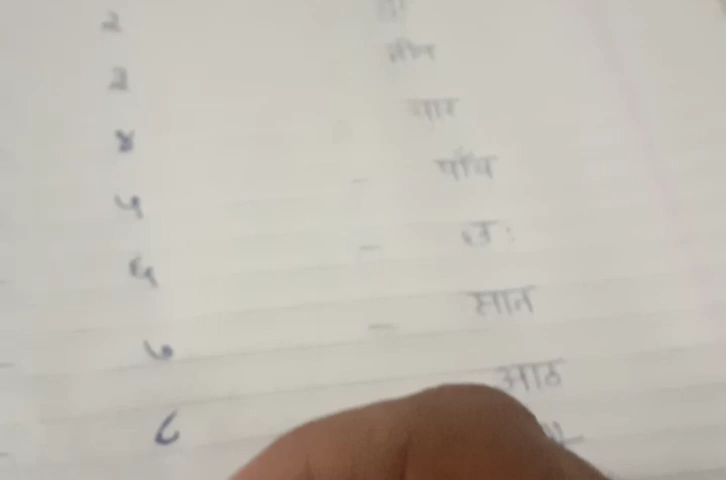 २ दो
३ तीन
४ चार
५ - पाँच
६ - छः
७ - सात
८ आठ